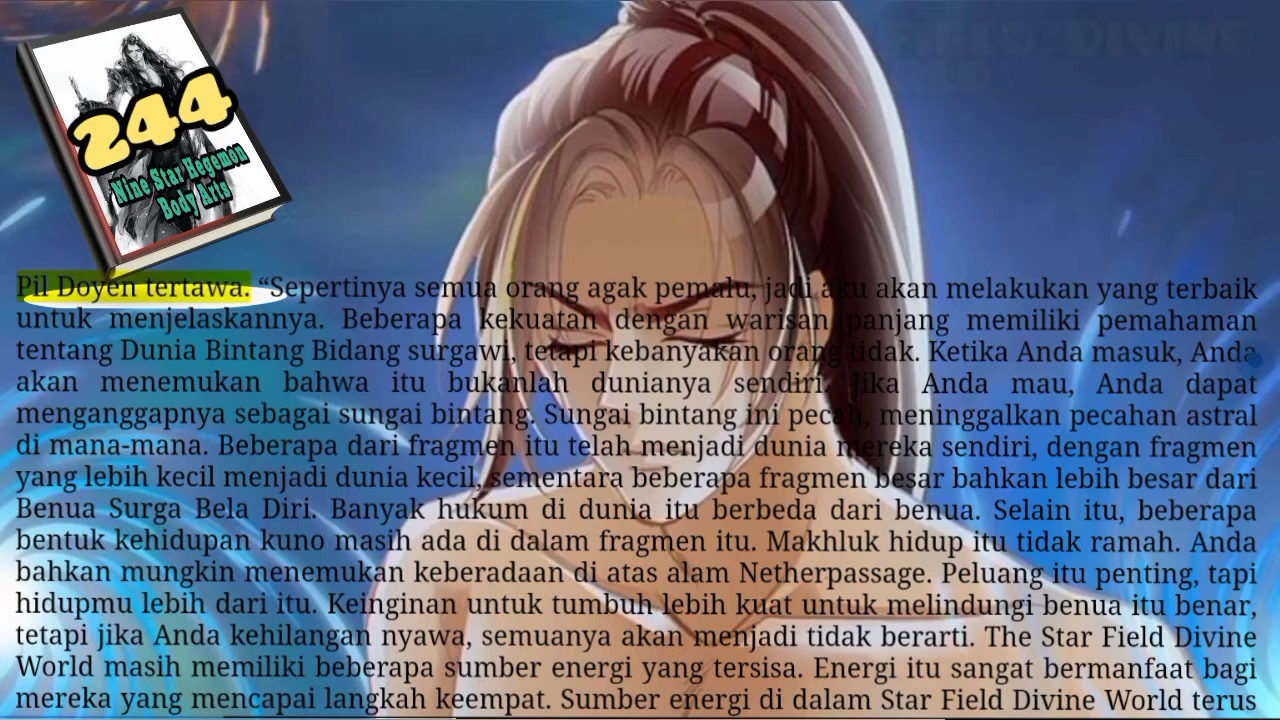 FIELD DIVINE
244
Nine Star Hegemon
Body Arts
Pil Doyen tertawa. “Sepertinya semua orang agak pemalu, jadi aku akan melakukan yang terbaik
untuk menjelaskannya. Beberapa kekuatan dengan warisan panjang memiliki pemahaman
tentang Dunia Bintang Bidang surgawi, tetapi kebanyakan orang tidak. Ketika Anda masuk, Anda
akan menemukan bahwa itu bukanlah dunianya sendiri. Jika Anda mau, Anda dapat
menganggapnya sebagai sungai bintang. Sungai bintang ini pecah, meninggalkan pecahan astral
di mana-mana. Beberapa dari fragmen itu telah menjadi dunia mereka sendiri, dengan fragmen
yang lebih kecil menjadi dunia kecil, sementara beberapa fragmen besar bahkan lebih besar dari
Benua Surga Bela Diri. Banyak hukum di dunia itu berbeda dari benua. Selain itu, beberapa
bentuk kehidupan kuno masih ada di dalam fragmen itu. Makhluk hidup itu tidak ramah. Anda
bahkan mungkin menemukan keberadaan di atas alam Netherpassage. Peluang itu penting, tapi
hidupmu lebih dari itu. Keinginan untuk tumbuh lebih kuat untuk melindungi benua itu benar,
tetapi jika Anda kehilangan nyawa, semuanya akan menjadi tidak berarti. The Star Field Divine
World masih memiliki beberapa sumber energi yang tersisa. Energi itu sangat bermanfaat bagi
mereka yang mencapai langkah keempat. Sumber energi di dalam Star Field Divine World terus